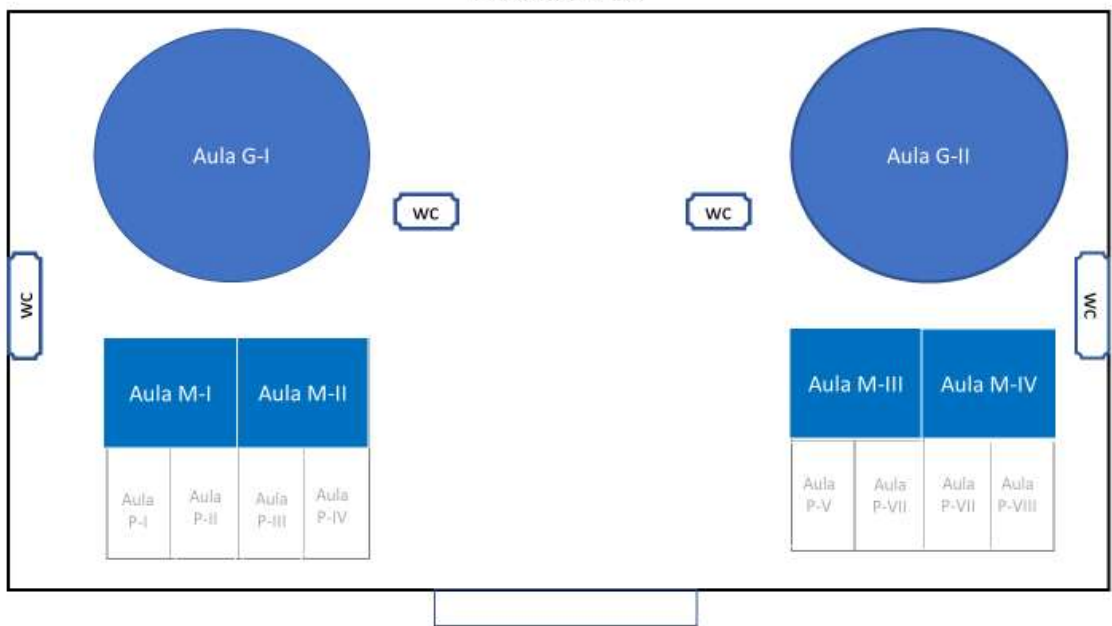 Aula G-I
Aula G-II
WC
WC
WC
WC
Aula M-I
Aula M-II
Aula M-III
Aula M-IV
Aula
P-I
Aula
P-II
Aula
P-III
Aula
P-IV
Aula
P-V
Aula
P-VII
Aula
P-VII
Aula
P-VIII